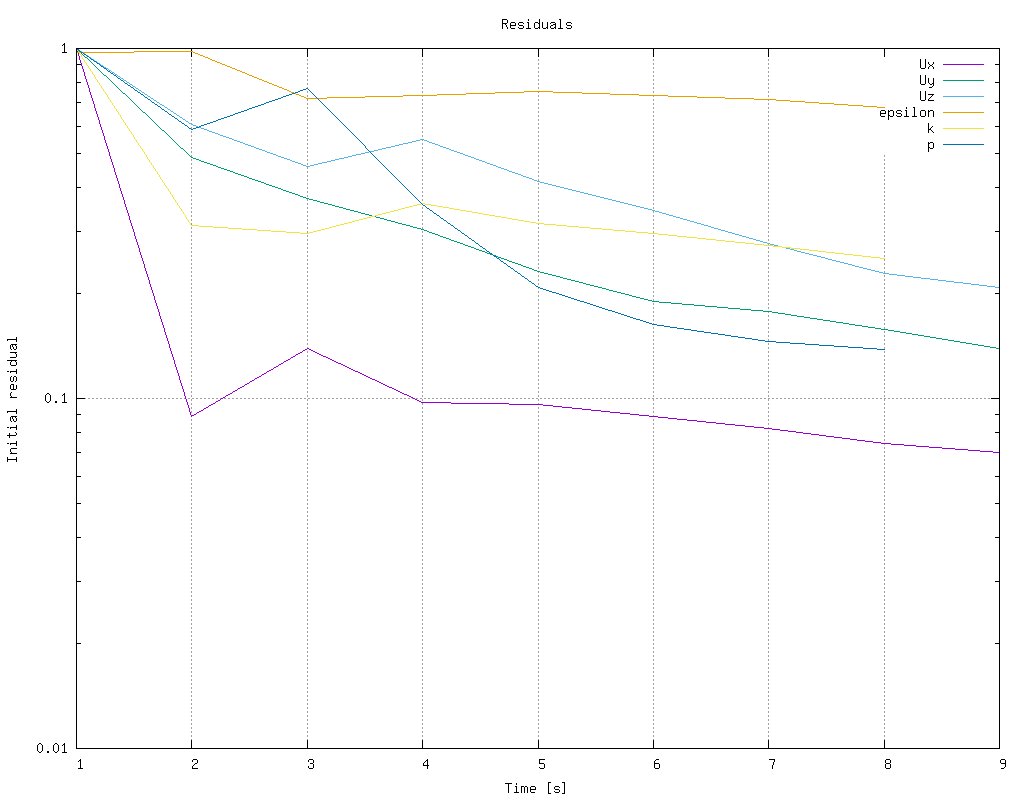 Residuals
1
0.1
0.01
Initial residual
Ux
Uy
Uz
epsilon
k
p
1 2 3 4 5 6 7 8 9
Time [s]